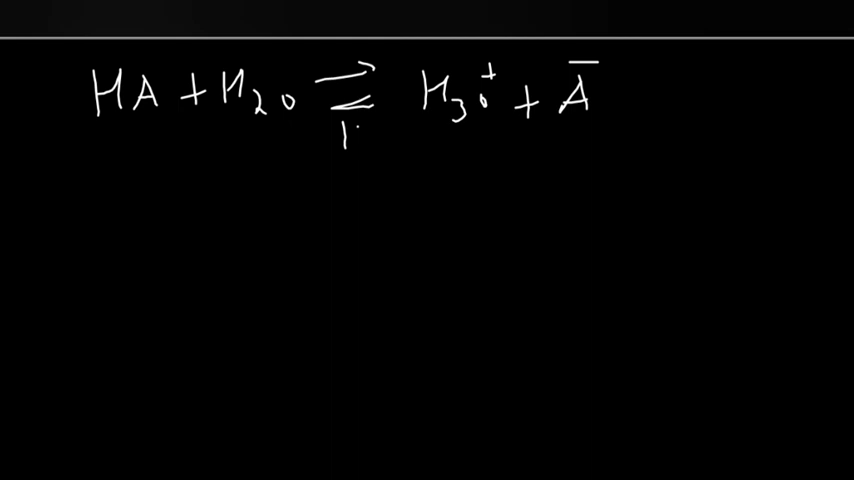 HA + H₂O ⇌ H₃O⁺ + A⁻